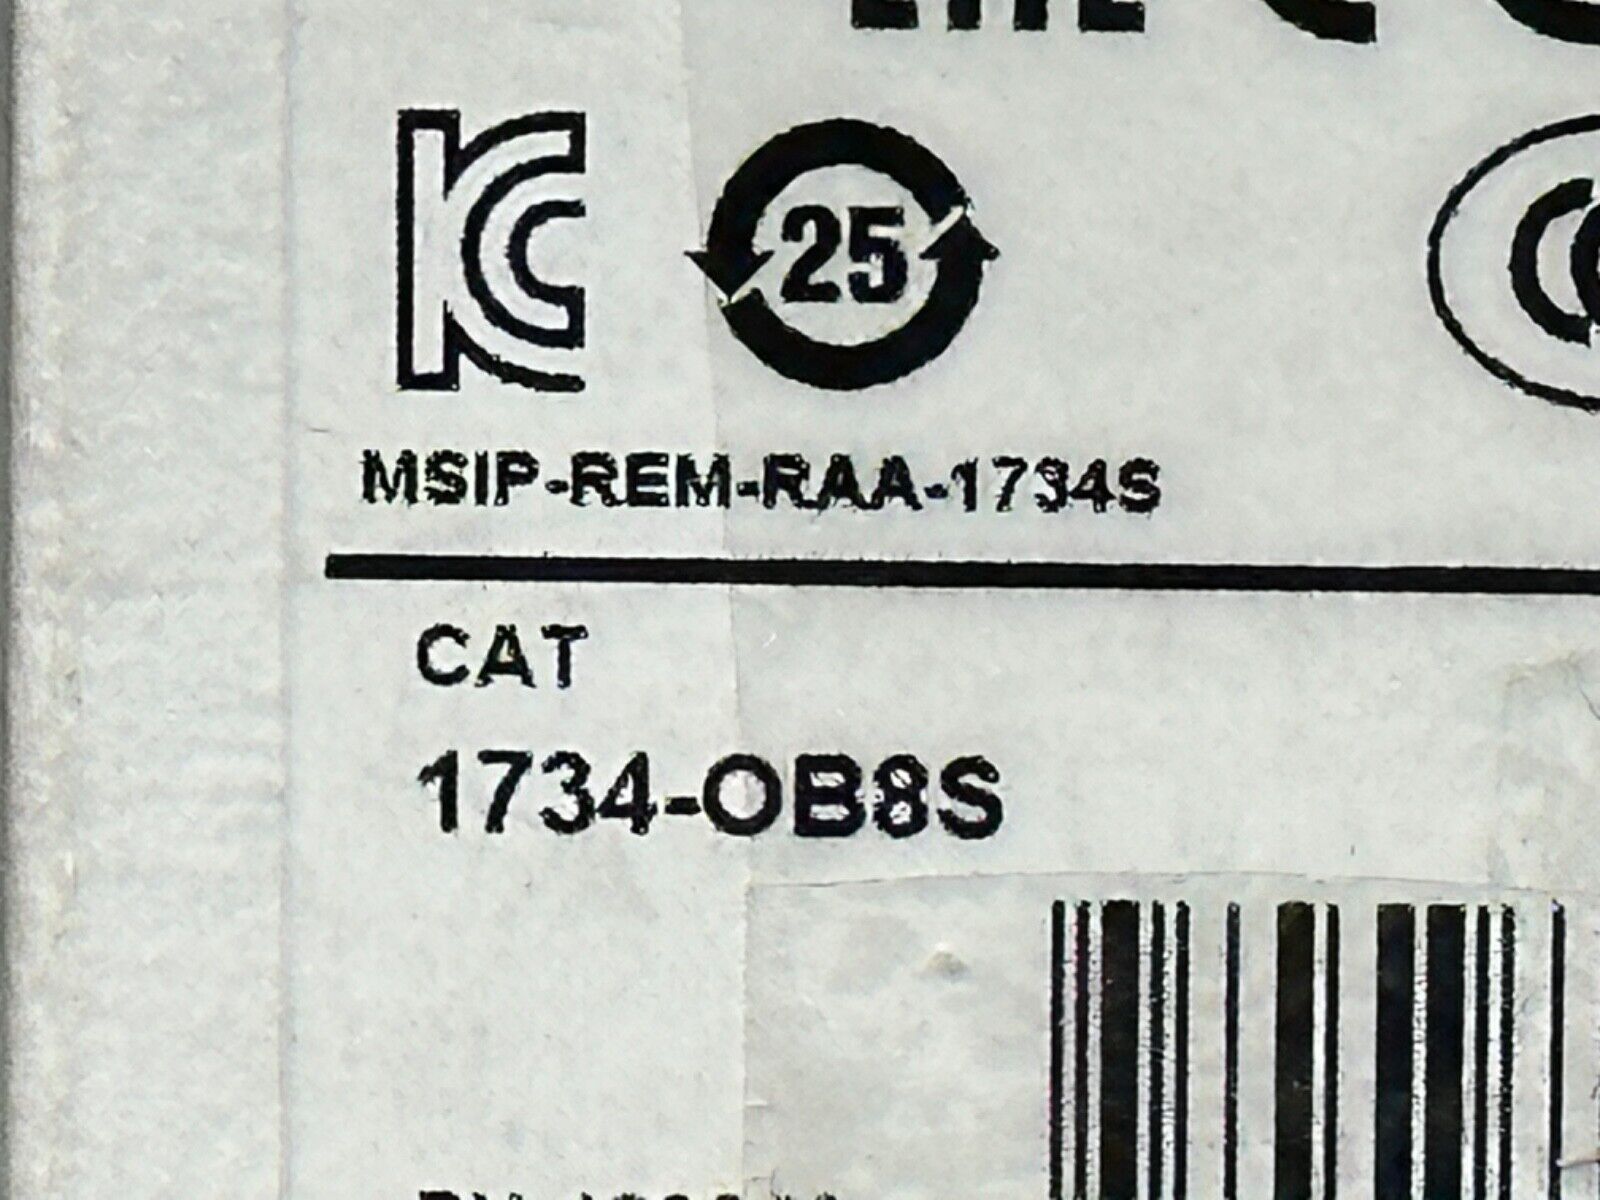 25
MSIP-REM-RAA-1734S
CAT
1734-OB8S